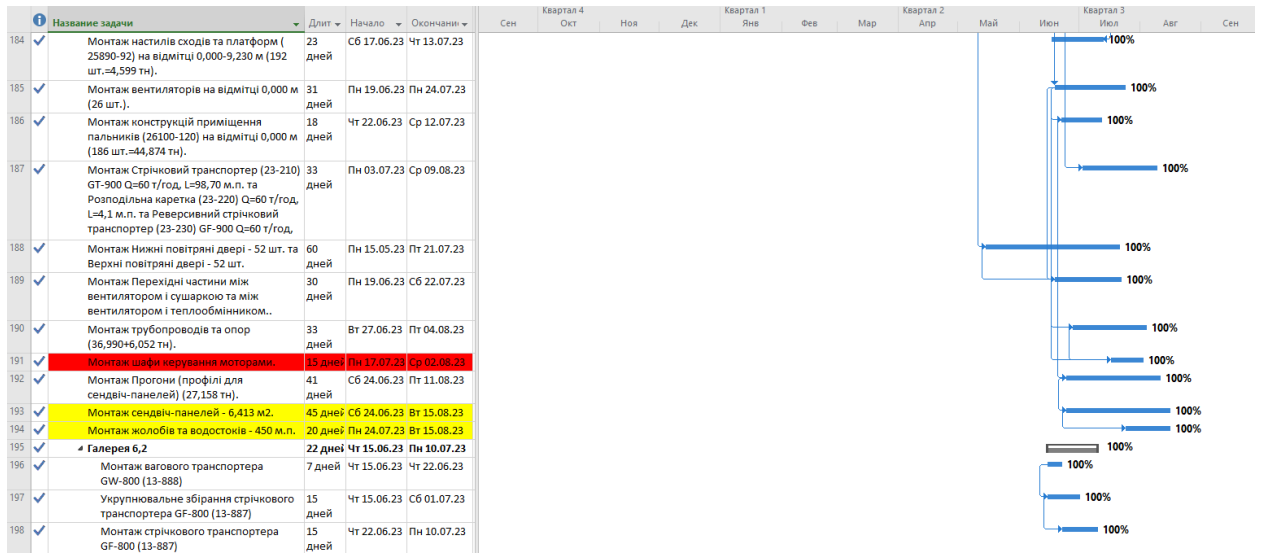 Квартал 4 Квартал 1 Квартал 2 Квартал 3
Название задачи Длит Начало Окончани Сен Окт Ноя Дек Янв Фев Мар Апр Май Июн Июл Авг Сен
184 Монтаж настилів сходів та платформ ( 23 Сб 17.06.23 Чт 13.07.23 100%
25890-92) на відмітці 0,000-9,230 м (192 дней
шт.=4,599 тн).
185 Монтаж вентиляторів на відмітці 0,000 м 31 Пн 19.06.23 Пн 24.07.23 100%
(26 шт.). дней
186 Монтаж конструкцій приміщення 18 Чт 22.06.23 Ср 12.07.23 100%
пальників (26100-120) на відмітці 0,000 м дней
(186 шт.=44,874 тн).
187 Монтаж Стрічковий транспортер (23-210) 33 Пн 03.07.23 Ср 09.08.23 100%
GT-900 Q=60 т/год, L=98,70 м.п. та дней
Розподільна каретка (23-220) Q=60 т/год,
L=4,1 м.п. та Реверсивний стрічковий
транспортер (23-230) GF-900 Q=60 т/год,
188 Монтаж Нижні повітряні двері - 52 шт. та 60 Пн 15.05.23 Пт 21.07.23 100%
Верхні повітряні двері - 52 шт. дней
189 Монтаж Перехідні частини між 30 Пн 19.06.23 Сб 22.07.23 100%
вентилятором і сушаркою та між дней
вентилятором і теплообмінником..
190 Монтаж трубопроводів та опор 33 Вт 27.06.23 Пт 04.08.23 100%
(36,990+6,052 тн). дней
191 Монтаж шафи керування моторами. 15 дней Пн 17.07.23 Ср 02.08.23 100%
192 Монтаж Прогони (профілі для 41 Сб 24.06.23 Пт 11.08.23 100%
сендвіч-панелей) (27,158 тн). дней
193 Монтаж сендвіч-панелей - 6,413 м2. 45 дней Сб 24.06.23 Вт 15.08.23 100%
194 Монтаж жолобів та водостоків - 450 м.п. 20 дней Пн 24.07.23 Вт 15.08.23 100%
195 Галерея 6,2 22 дней Чт 15.06.23 Пн 10.07.23 100%
196 Монтаж вагового транспортера 7 дней Чт 15.06.23 Чт 22.06.23 100%
GW-800 (13-888)
197 Укрупнювальне збірання стрічкового 15 Чт 15.06.23 Сб 01.07.23 100%
транспортера GF-800 (13-887) дней
198 Монтаж стрічкового транспортера 15 Чт 22.06.23 Пн 10.07.23 100%
GF-800 (13-887) дней